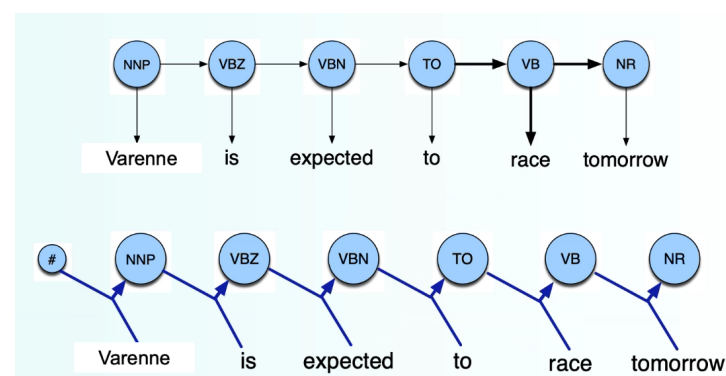 NNP VBZ VBN TO VB NR
Varenne is expected to race tomorrow
# NNP VBZ VBN TO VB NR
Varenne is expected to race tomorrow